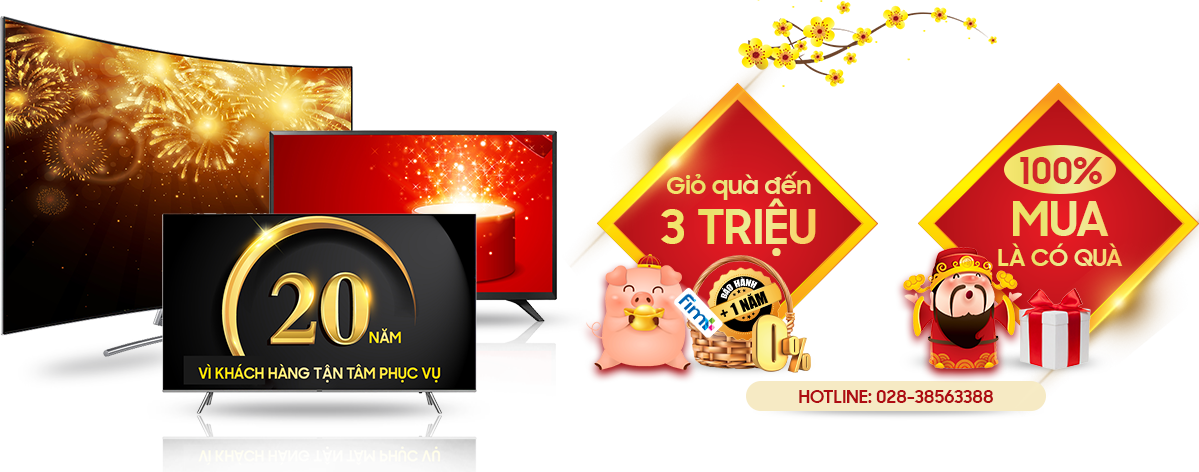 20
NĂM
VÌ KHÁCH HÀNG TẬN TÂM PHỤC VỤ
Giỏ quà đến
3 TRIỆU
BẢO HÀNH
+ 1 NĂM
0%
100%
MUA
LÀ CÓ QUÀ
HOTLINE: 028-38563388